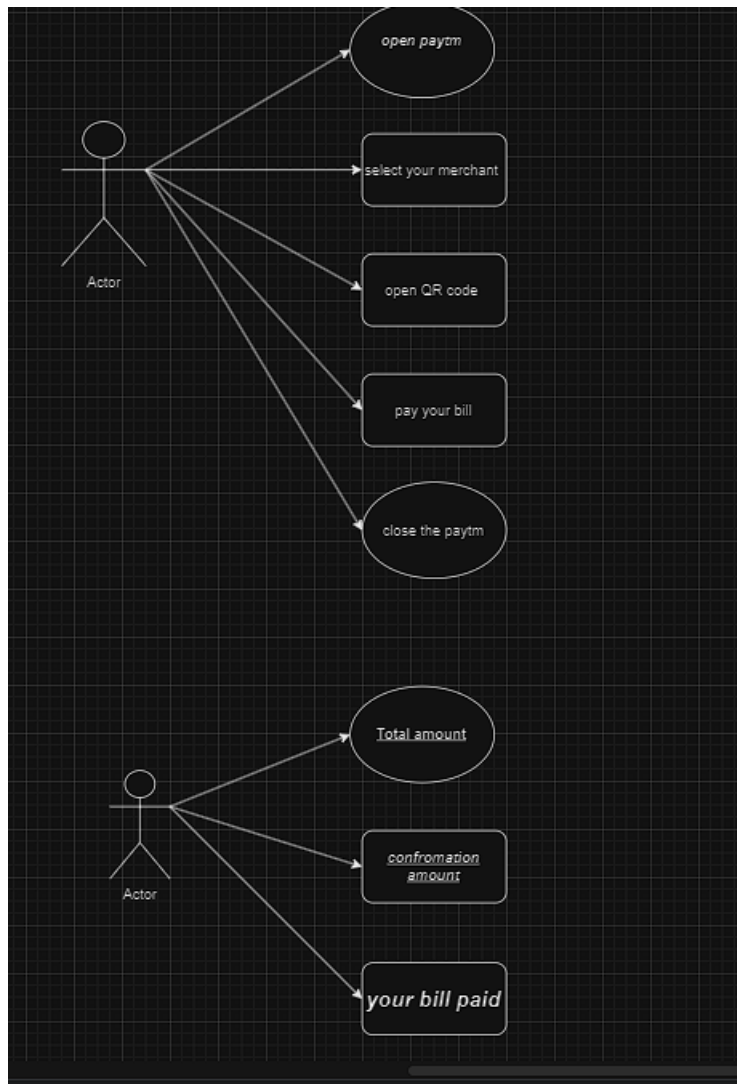 open paytm
select your merchant
Actor
open QR code
pay your bill
close the paytm
Total amount
confromation
amount
Actor
your bill paid